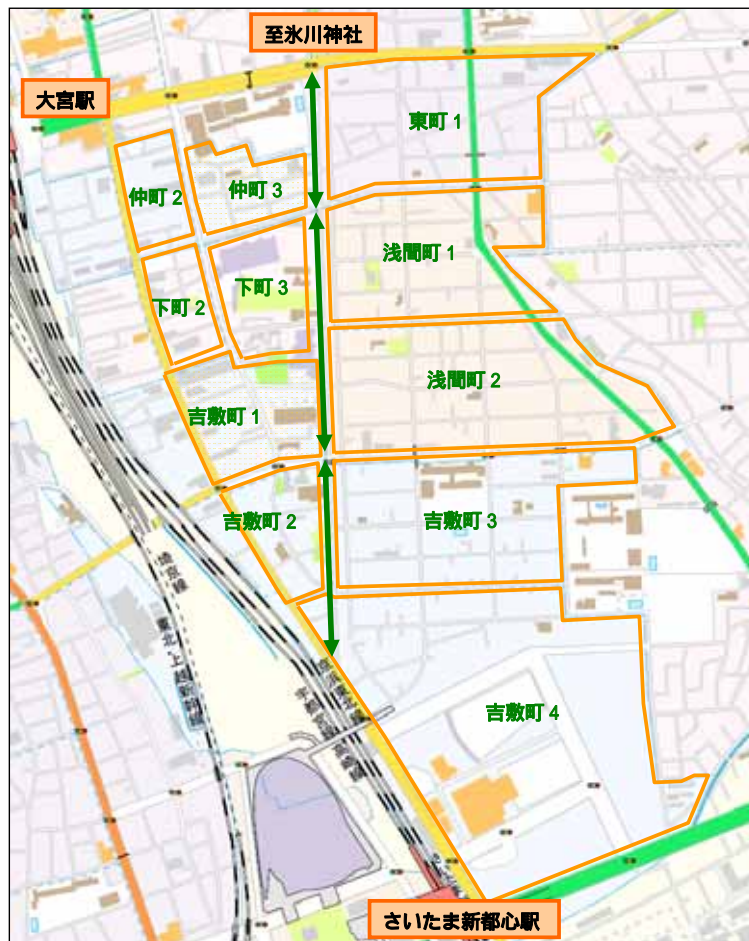 至氷川神社
大宮駅
東町 1
仲町 2
仲町 3
浅間町 1
下町 2
下町 3
浅間町 2
吉敷町 1
吉敷町 2
吉敷町 3
吉敷町 4
さいたま新都心駅